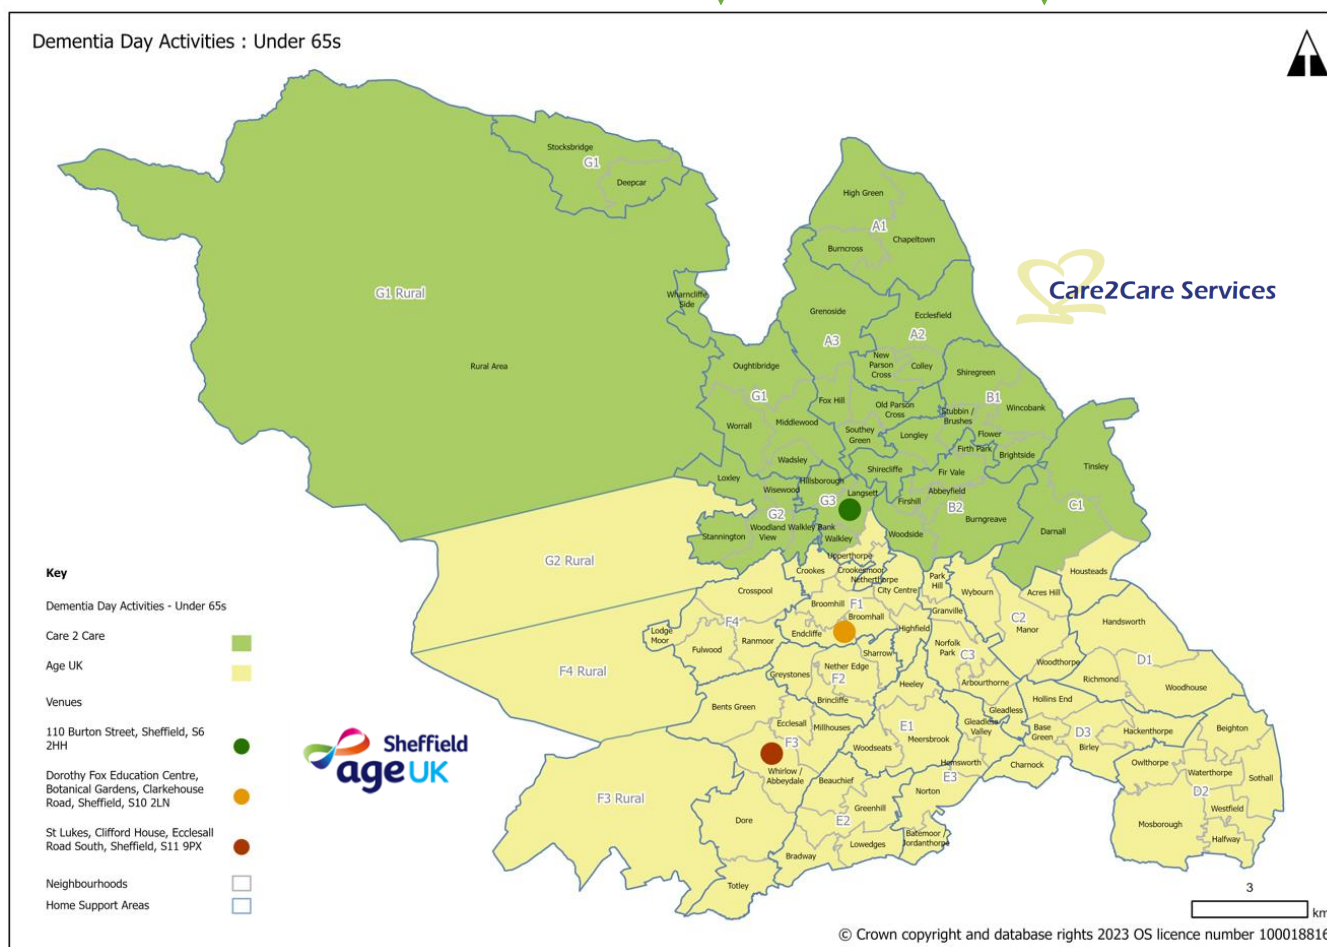 Dementia Day Activities : Under 65s
Stocksbridge
G1
Deepcar
High Green
A1
Chapeltown
Burncross
G1 Rural
Wharncliffe
Side
Care2Care Services
Grenoside
Ecclesfield
A3
A2
Rural Area
Oughtibridge
New
Parson
Cross
Colley
Shiregreen
G1
Fox Hill
Old Parson
Cross
B1
Wincobank
Stubbin /
Brushes
Worrall
Middlewood
Southey
Green
Longley
Flower
Firth Park
Brightside
Wadsley
Shirecliffe
Fir Vale
Tinsley
Loxley
Hillsborough
Wisewood
Langsett
G3
Abbeyfield
Firshill
B2
C1
G2
Burngreave
Stannington
Woodland
View
Walkley Bank
Walkley
Woodside
Darnall
G2 Rural
Upperthorpe
Crookes
Crookesmoor
Netherthorpe
Park
Hill
Housteads
Crosspool
City Centre
Wybourn
Acres Hill
Broomhill
F1
Broomhall
Granville
C2
Handsworth
F4
Lodge
Moor
Endcliffe
Highfield
Manor
Fulwood
Ranmoor
Norfolk
Park
C3
Sharrow
Woodthorpe
D1
F4 Rural
Nether Edge
Greystones
F2
Richmond
Woodhouse
Heeley
Arbourthorne
Brincliffe
Hollins End
Bents Green
Gleadless
Ecclesall
Millhouses
E1
Gleadless
Valley
Base
Green
D3
Hackenthorpe
Beighton
F3
Woodseats
Meersbrook
Birley
Hemsworth
Charnock
Owlthorpe
Whirlow /
Abbeydale
Beauchief
E3
Waterthorpe
Sothall
F3 Rural
Norton
D2
Dore
Greenhill
E2
Westfield
Mosborough
Batemoor /
Jordanthorpe
Halfway
Lowedges
Bradway
Totley
Key
Dementia Day Activities - Under 65s
Care 2 Care
Age UK
Venues
110 Burton Street, Sheffield, S6
2HH
Dorothy Fox Education Centre,
Botanical Gardens, Clarkehouse
Road, Sheffield, S10 2LN
St Lukes, Clifford House, Ecclesall
Road South, Sheffield, S11 9PX
Neighbourhoods
Home Support Areas
Sheffield
age UK
3
km
© Crown copyright and database rights 2023 OS licence number 100018816